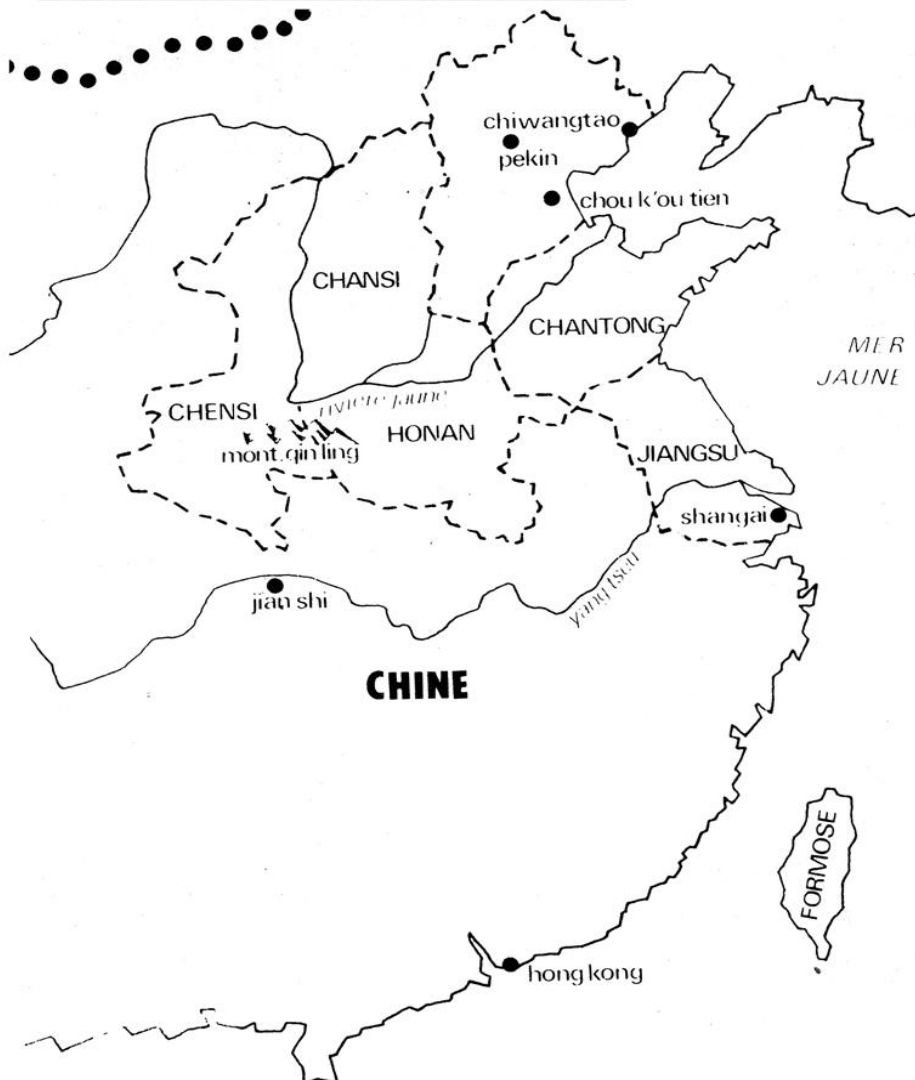 chiwangtao
pekin
chou k'ou tien
CHANSI
CHANTONG
MER
JAUNE
CHENSI
rivière jaune
HONAN
mont. qin ling
JIANGSU
shangai
yang tseu
jian shi
CHINE
FORMOSE
hong kong